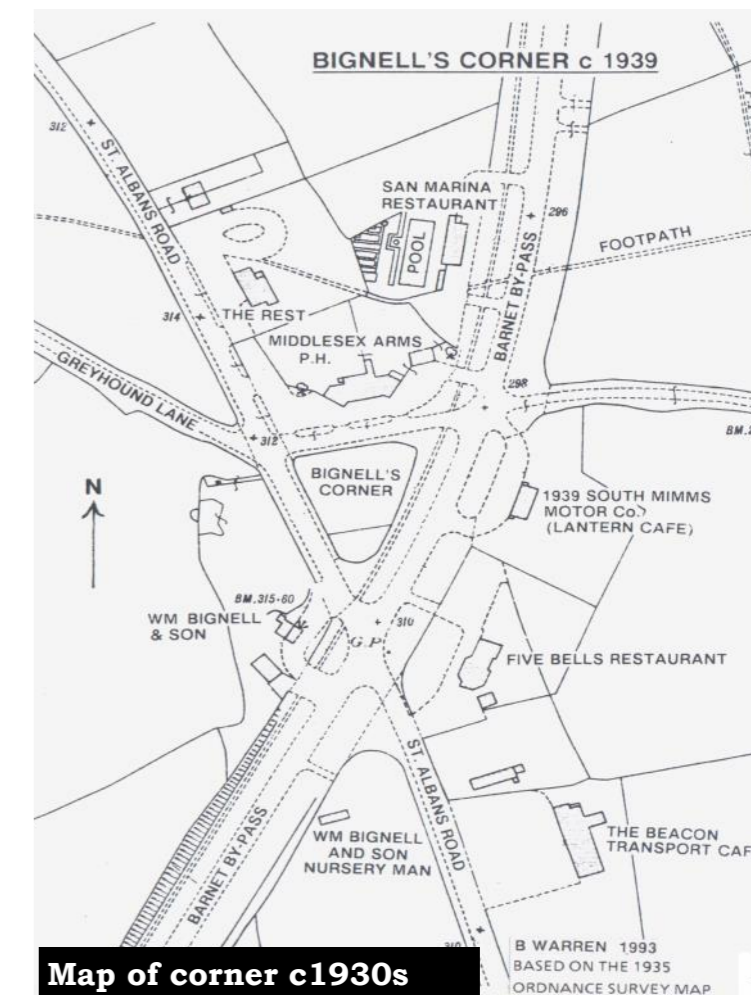 BIGNELL'S CORNER c 1939
312
ST. ALBANS ROAD
SAN MARINA
RESTAURANT
POOL
296
FOOTPATH
BARNET BY-PASS
314
THE REST
MIDDLESEX ARMS
P.H.
GREYHOUND LANE
298
312
BM.
BIGNELL'S
CORNER
N
1939 SOUTH MIMMS
MOTOR Co.
(LANTERN CAFE)
BM.315·60
WM BIGNELL
& SON
310
G.P
FIVE BELLS RESTAURANT
ST. ALBANS ROAD
BARNET BY-PASS
WM BIGNELL
AND SON
NURSERY MAN
THE BEACON
TRANSPORT CAF
310
B WARREN 1993
BASED ON THE 1935
ORDNANCE SURVEY MAP
Map of corner c1930s